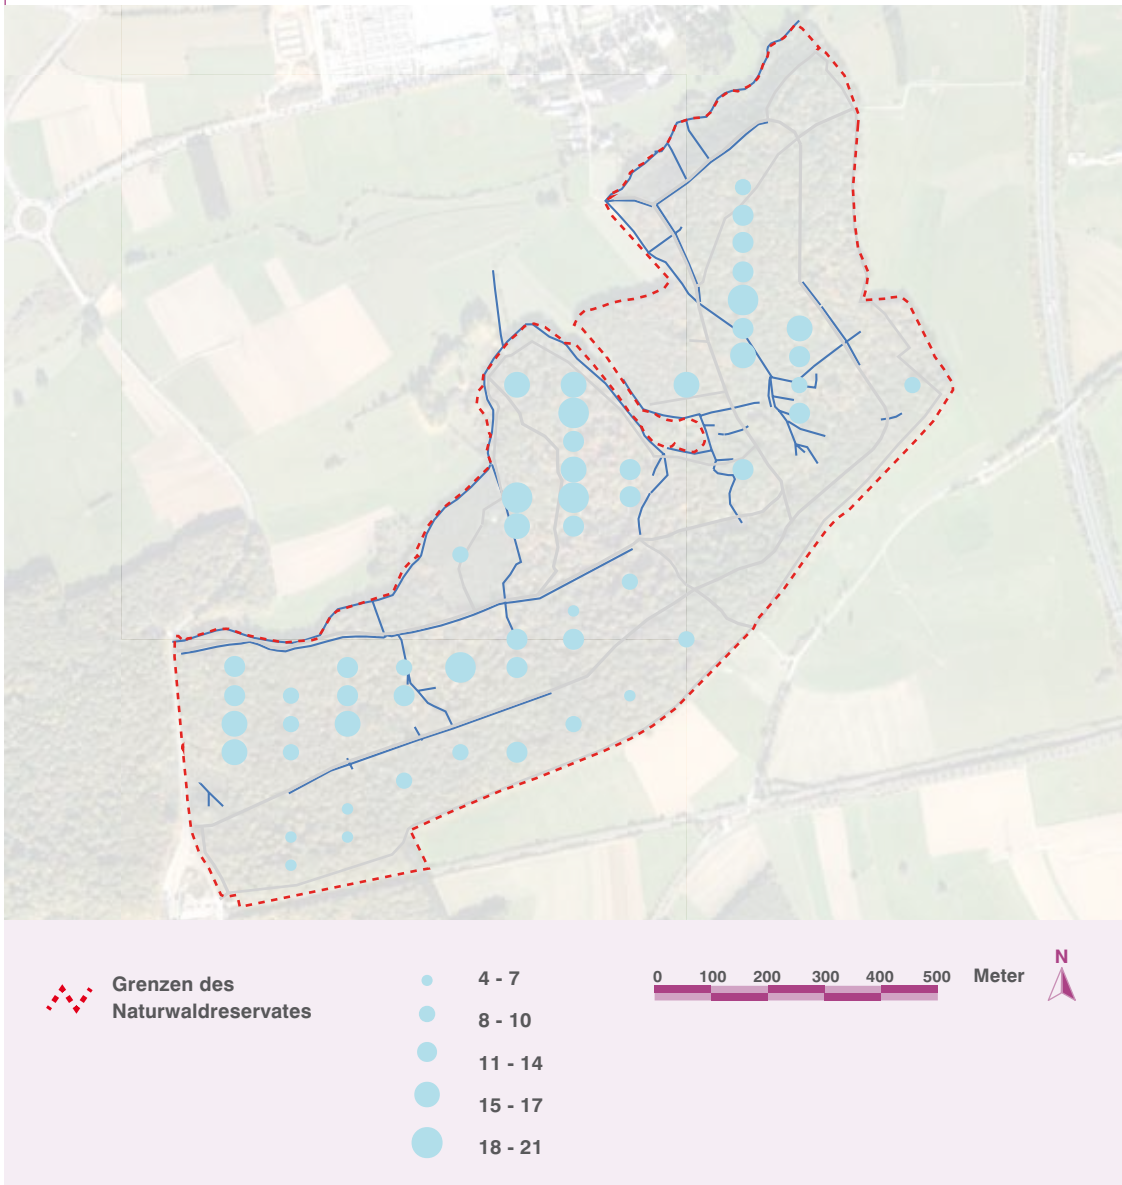 Grenzen des
Naturwaldreservates
4 - 7
8 - 10
11 - 14
15 - 17
18 - 21
0 100 200 300 400 500 Meter
N